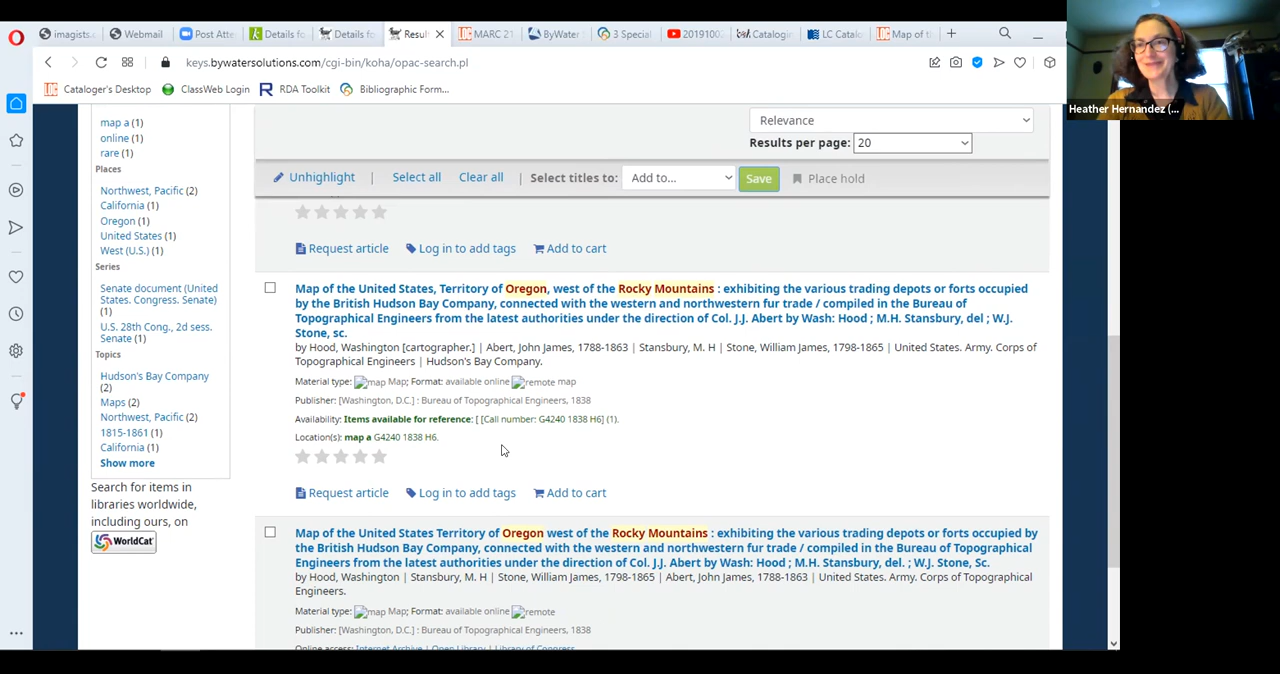 imagists.
Webmail
Post Atte
Details fo
Details fo
Resul
MARC 21
ByWater
3 Special
20191002
Catalogin
LC Catalo
Map of th
keys.bywatersolutions.com/cgi-bin/koha/opac-search.pl
Cataloger's Desktop
ClassWeb Login
RDA Toolkit
Bibliographic Form...
Heather Hernandez (...
map a (1)
online (1)
rare (1)
Places
Northwest, Pacific (2)
California (1)
Oregon (1)
United States (1)
West (U.S.) (1)
Series
Senate document (United
States. Congress. Senate)
(1)
U.S. 28th Cong., 2d sess.
Senate (1)
Topics
Hudson's Bay Company
(2)
Maps (2)
Northwest, Pacific (2)
1815-1861 (1)
California (1)
Show more
Search for items in
libraries worldwide,
including ours, on
WorldCat
Relevance
Results per page: 20
Unhighlight | Select all Clear all | Select titles to: Add to... Save Place hold
Request article Log in to add tags Add to cart
Map of the United States, Territory of Oregon, west of the Rocky Mountains : exhibiting the various trading depots or forts occupied
by the British Hudson Bay Company, connected with the western and northwestern fur trade / compiled in the Bureau of
Topographical Engineers from the latest authorities under the direction of Col. J.J. Abert by Wash: Hood ; M.H. Stansbury, del ; W.J.
Stone, sc.
by Hood, Washington [cartographer.] | Abert, John James, 1788-1863 | Stansbury, M. H | Stone, William James, 1798-1865 | United States. Army. Corps of
Topographical Engineers | Hudson's Bay Company.
Material type: map Map; Format: available online remote map
Publisher: [Washington, D.C.] : Bureau of Topographical Engineers, 1838
Availability: Items available for reference: [ [Call number: G4240 1838 H6] (1).
Location(s): map a G4240 1838 H6.
Request article Log in to add tags Add to cart
Map of the United States Territory of Oregon west of the Rocky Mountains : exhibiting the various trading depots or forts occupied by
the British Hudson Bay Company, connected with the western and northwestern fur trade / compiled in the Bureau of Topographical
Engineers from the latest authorities under the direction of Col. J.J. Abert by Wash: Hood ; M.H. Stansbury, del. ; W.J. Stone, Sc.
by Hood, Washington | Stansbury, M. H | Stone, William James, 1798-1865 | Abert, John James, 1788-1863 | United States. Army. Corps of Topographical
Engineers.
Material type: map Map; Format: available online remote
Publisher: [Washington, D.C.] : Bureau of Topographical Engineers, 1838
Online access: Internet Archive | Open Library | Library of Congress